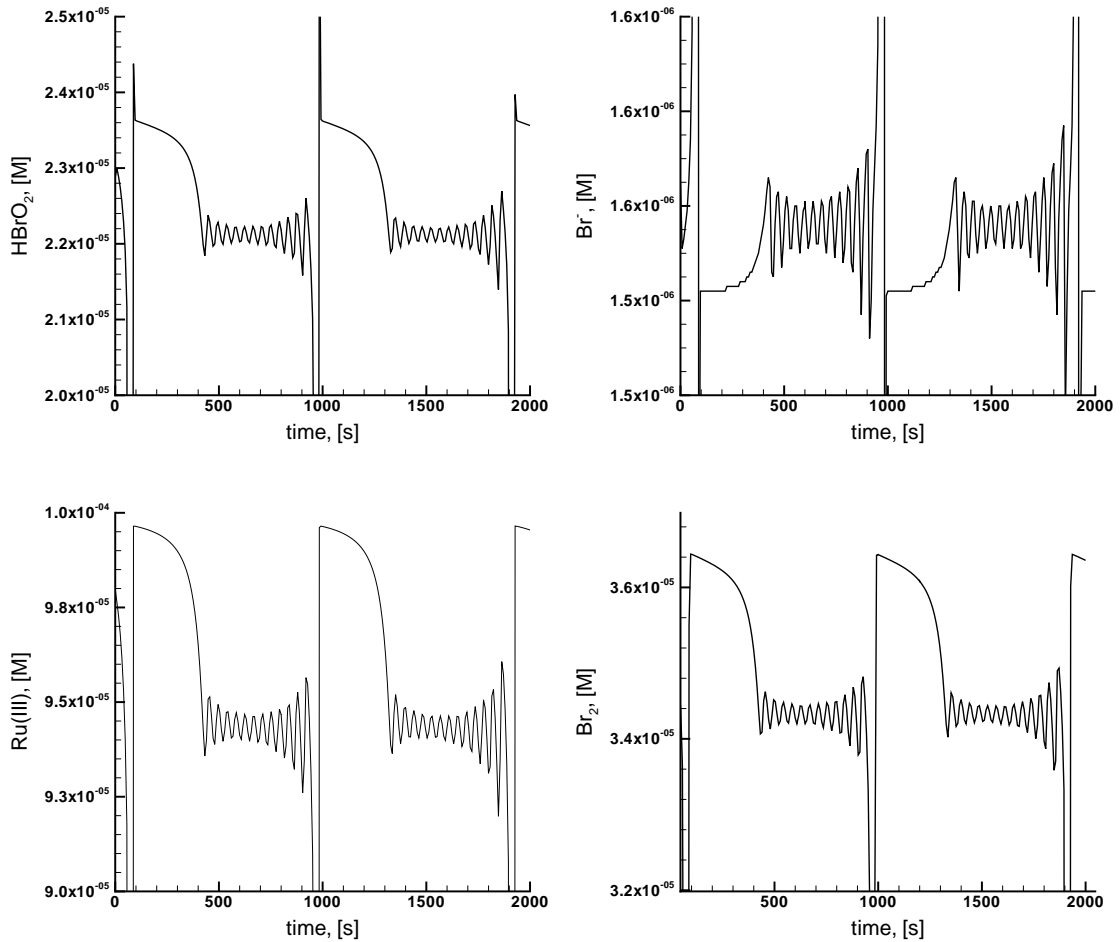 2.5x10⁻⁰⁵
2.4x10⁻⁰⁵
2.3x10⁻⁰⁵
2.2x10⁻⁰⁵
2.1x10⁻⁰⁵
2.0x10⁻⁰⁵
HBrO₂, [M]
0 500 1000 1500 2000
time, [s]
1.6x10⁻⁰⁶
1.6x10⁻⁰⁶
1.6x10⁻⁰⁶
1.5x10⁻⁰⁶
1.5x10⁻⁰⁶
Br⁻, [M]
0 500 1000 1500 2000
time, [s]
1.0x10⁻⁰⁴
9.8x10⁻⁰⁵
9.5x10⁻⁰⁵
9.3x10⁻⁰⁵
9.0x10⁻⁰⁵
Ru(III), [M]
0 500 1000 1500 2000
time, [s]
3.6x10⁻⁰⁵
3.4x10⁻⁰⁵
3.2x10⁻⁰⁵
Br₂, [M]
500 1000 1500 2000
time, [s]